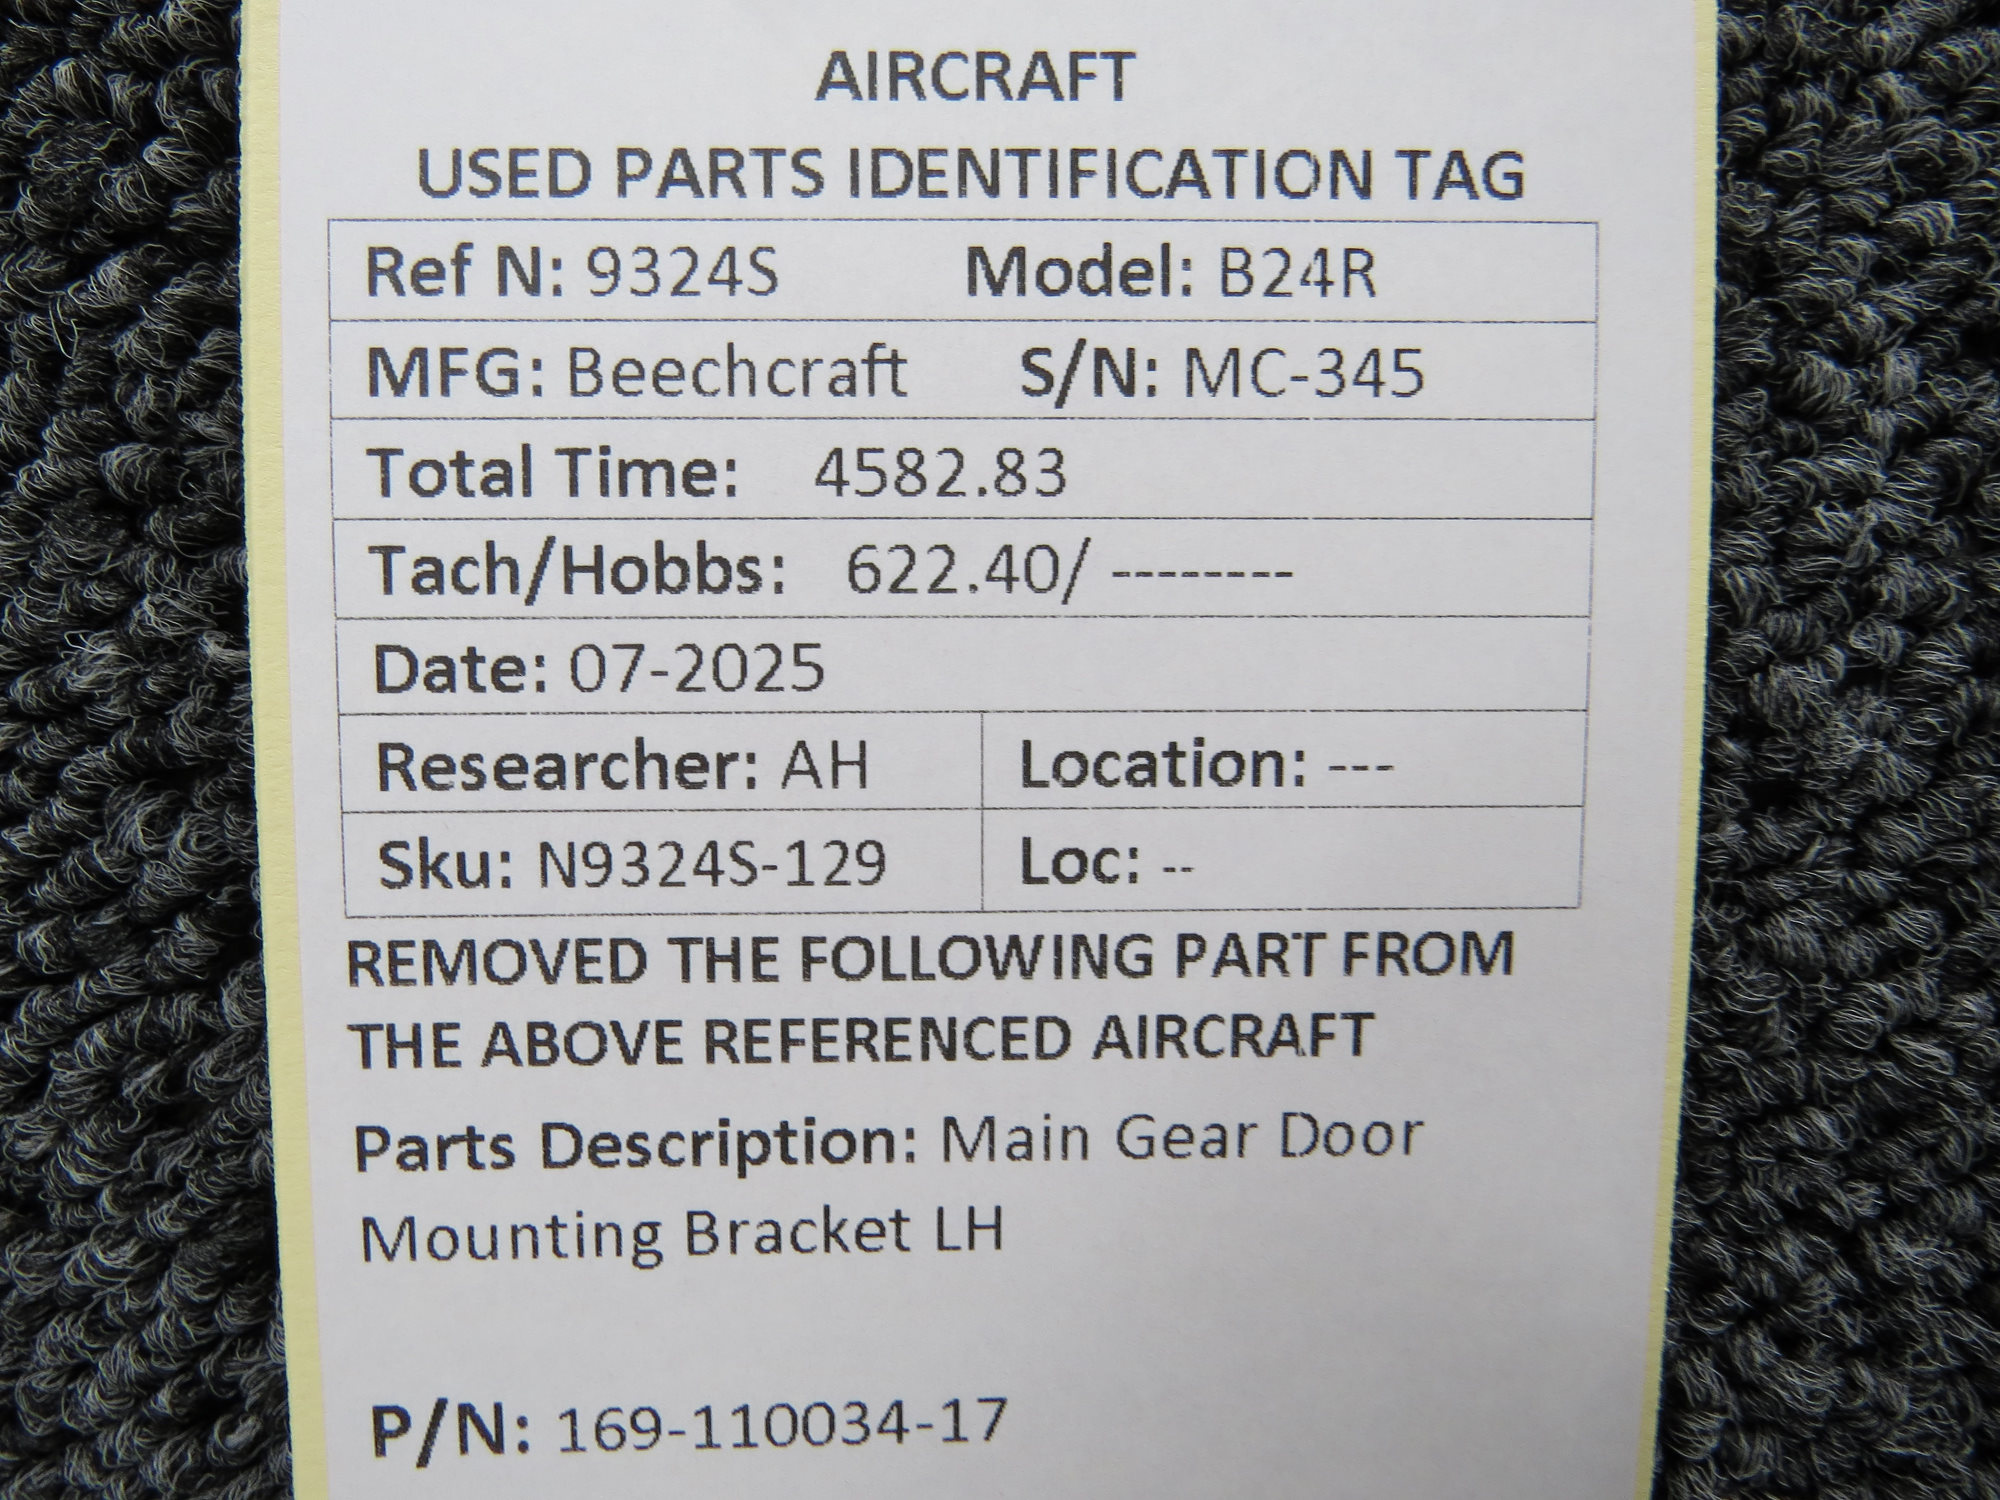 AIRCRAFT
USED PARTS IDENTIFICATION TAG
Ref N: 9324S Model: B24R
MFG: Beechcraft S/N: MC-345
Total Time: 4582.83
Tach/Hobbs: 622.40/ --------
Date: 07-2025
Researcher: AH Location: ---
Sku: N9324S-129 Loc: --
REMOVED THE FOLLOWING PART FROM
THE ABOVE REFERENCED AIRCRAFT
Parts Description: Main Gear Door
Mounting Bracket LH
P/N: 169-110034-17